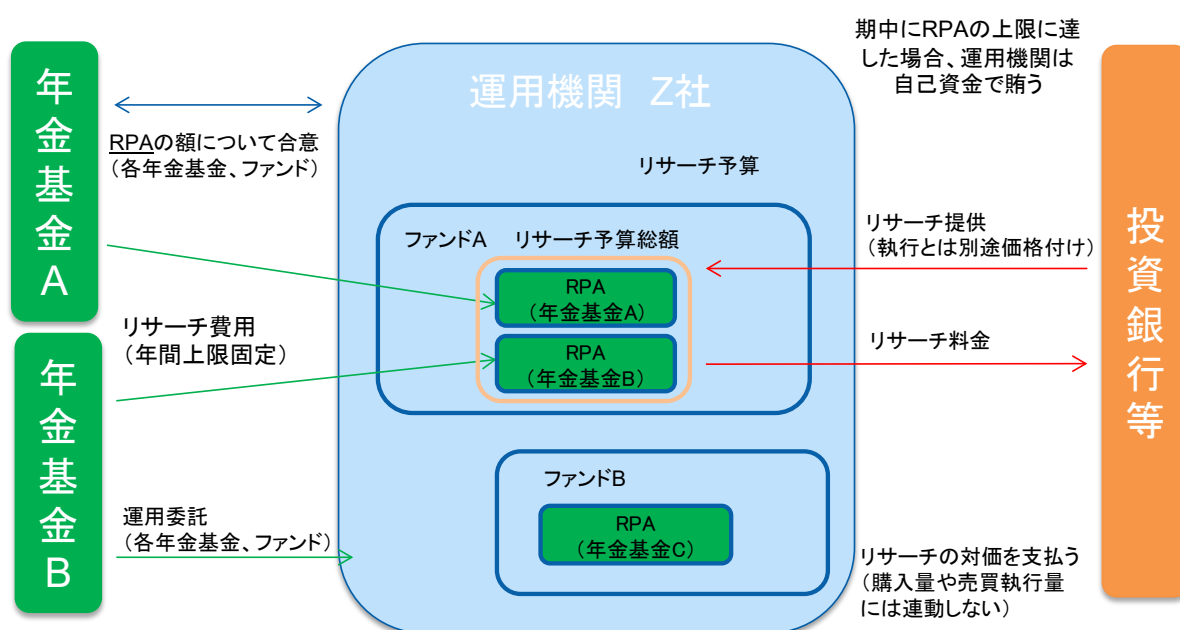 年金基金A
年金基金B
RPAの額について合意
(各年金基金、ファンド)
リサーチ費用
(年間上限固定)
運用委託
(各年金基金、ファンド)
運用機関 Z社
リサーチ予算
ファンドA
リサーチ予算総額
RPA
(年金基金A)
RPA
(年金基金B)
ファンドB
RPA
(年金基金C)
期中にRPAの上限に達
した場合、運用機関は
自己資金で賄う
リサーチ提供
(執行とは別途価格付け)
リサーチ料金
リサーチの対価を支払う
(購入量や売買執行量
には連動しない)
投資銀行等